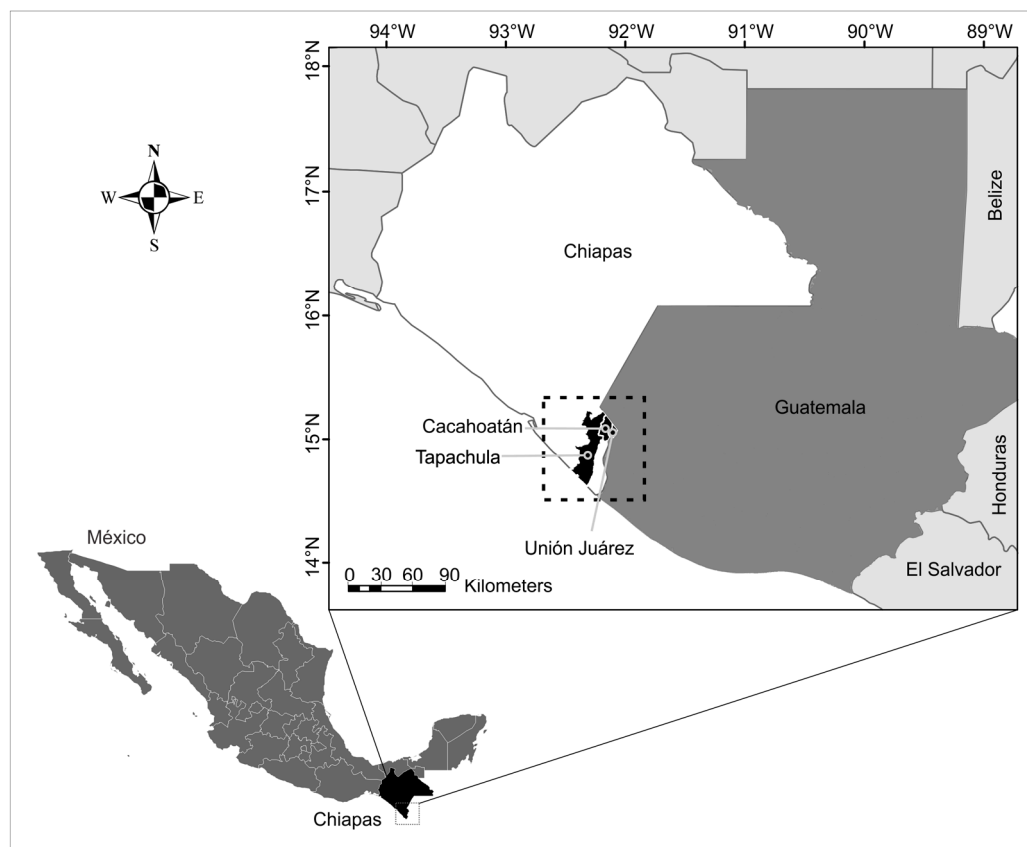 94°W 93°W 92°W 91°W 90°W 89°W
18°N
17°N
16°N
15°N
14°N
N
W E
S
Chiapas
Belize
Guatemala
Cacahoatán
Tapachula
Honduras
Unión Juárez
El Salvador
0 30 60 90
Kilometers
México
Chiapas